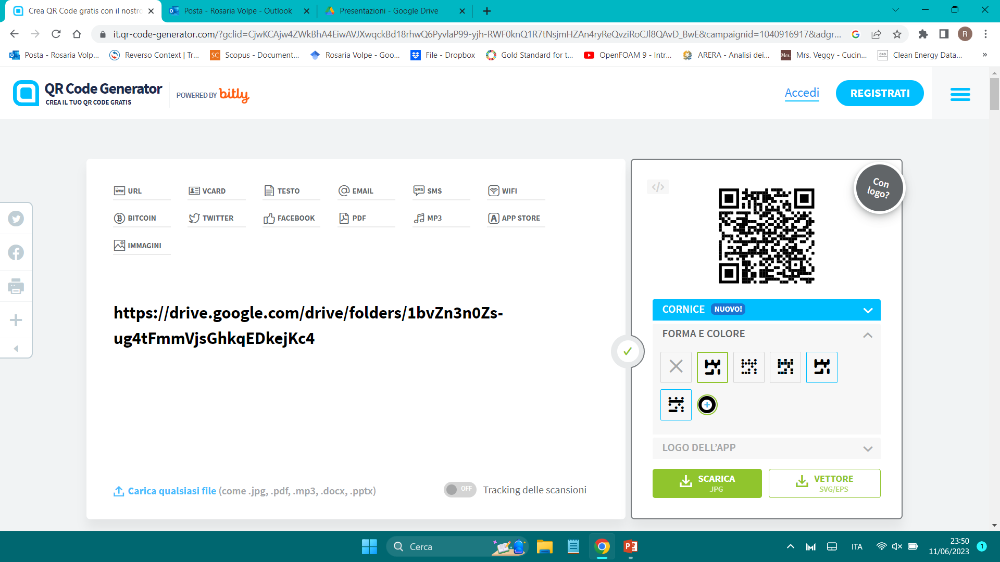 Crea QR Code gratis con il nostro
Posta - Rosaria Volpe - Outlook
Presentazioni - Google Drive
it.qr-code-generator.com/?gclid=CjwKCAjw4ZWkBhA4EiwAVJXwqckBd18rhwQ6PyvlaP99-yjh-RWF0knQ1R7tNsjmHZAn4ryReQvziRoCJl8QAvD_BwE&campaignid=1040916917&adgr...
R
Posta - Rosaria Volp...
Reverso Context | Tr...
SC Scopus - Document...
Rosaria Volpe - Goo...
File - Dropbox
Gold Standard for t...
OpenFOAM 9 - Intr...
ARERA - Analisi dei...
Mrs. Mrs. Veggy - Cucin...
C40 Clean Energy Data...
»
QR Code Generator
CREA IL TUO QR CODE GRATIS
POWERED BY bitly
Accedi
REGISTRATI
www URL
VCARD
TESTO
@ EMAIL
SMS SMS
WIFI
BITCOIN
TWITTER
FACEBOOK
PDF
MP3
A APP STORE
IMMAGINI
https://drive.google.com/drive/folders/1bvZn3n0Zs-
ug4tFmmVjsGhkqEDkejKc4
Carica qualsiasi file (come .jpg, .pdf, .mp3, .docx, .pptx)
OFF Tracking delle scansioni
</>
Con
logo?
CORNICE NUOVO!
FORMA E COLORE
LOGO DELL'APP
SCARICA
.JPG
VETTORE
SVG/EPS
Cerca
P
ITA
23:50
11/06/2023
1